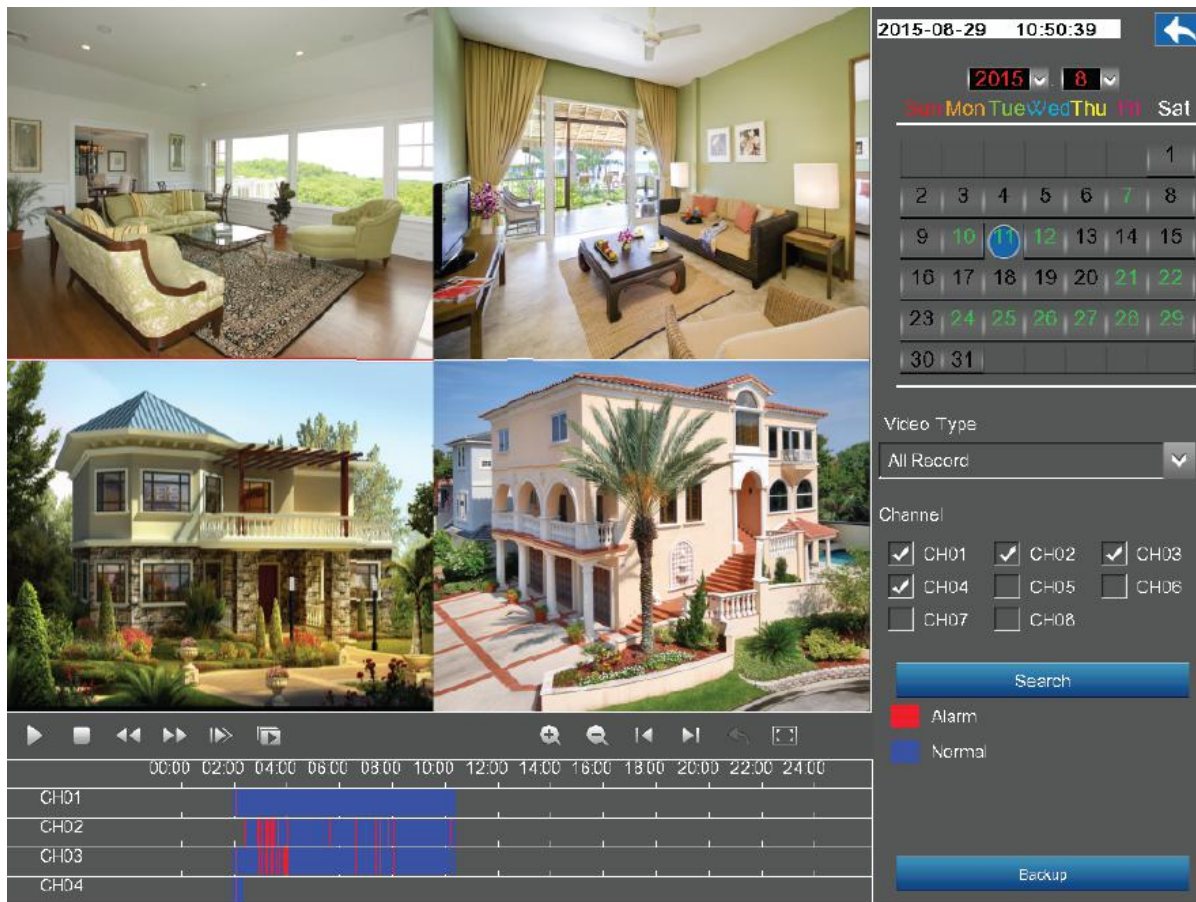 2015-08-29 10:50:39
2015 8
Sun Mon Tue Wed Thu Fri Sat
1
2 3 4 5 6 7 8
9 10 11 12 13 14 15
16 17 18 19 20 21 22
23 24 25 26 27 28 29
30 31
Video Type
All Record
Channel
CH01 CH02 CH03
CH04 CH05 CH06
CH07 CH08
Search
Alarm
Normal
Backup
00:00 02:00 04:00 06:00 08:00 10:00 12:00 14:00 16:00 18:00 20:00 22:00 24:00
CH01
CH02
CH03
CH04